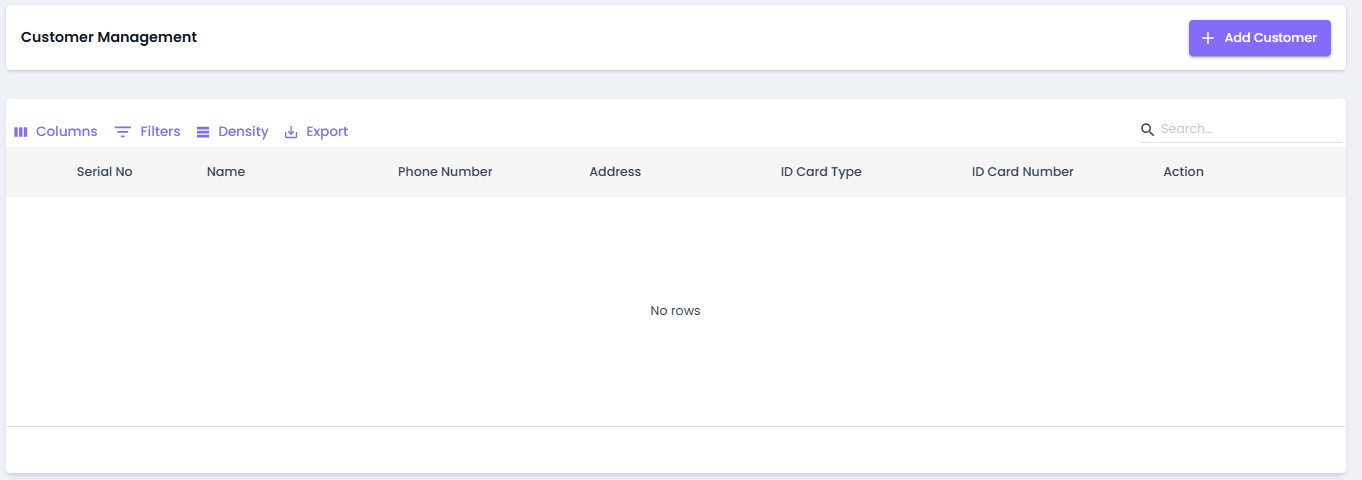 Customer Management
Add Customer
Columns Filters Density Export Search...
Serial No Name Phone Number Address ID Card Type ID Card Number Action
No rows